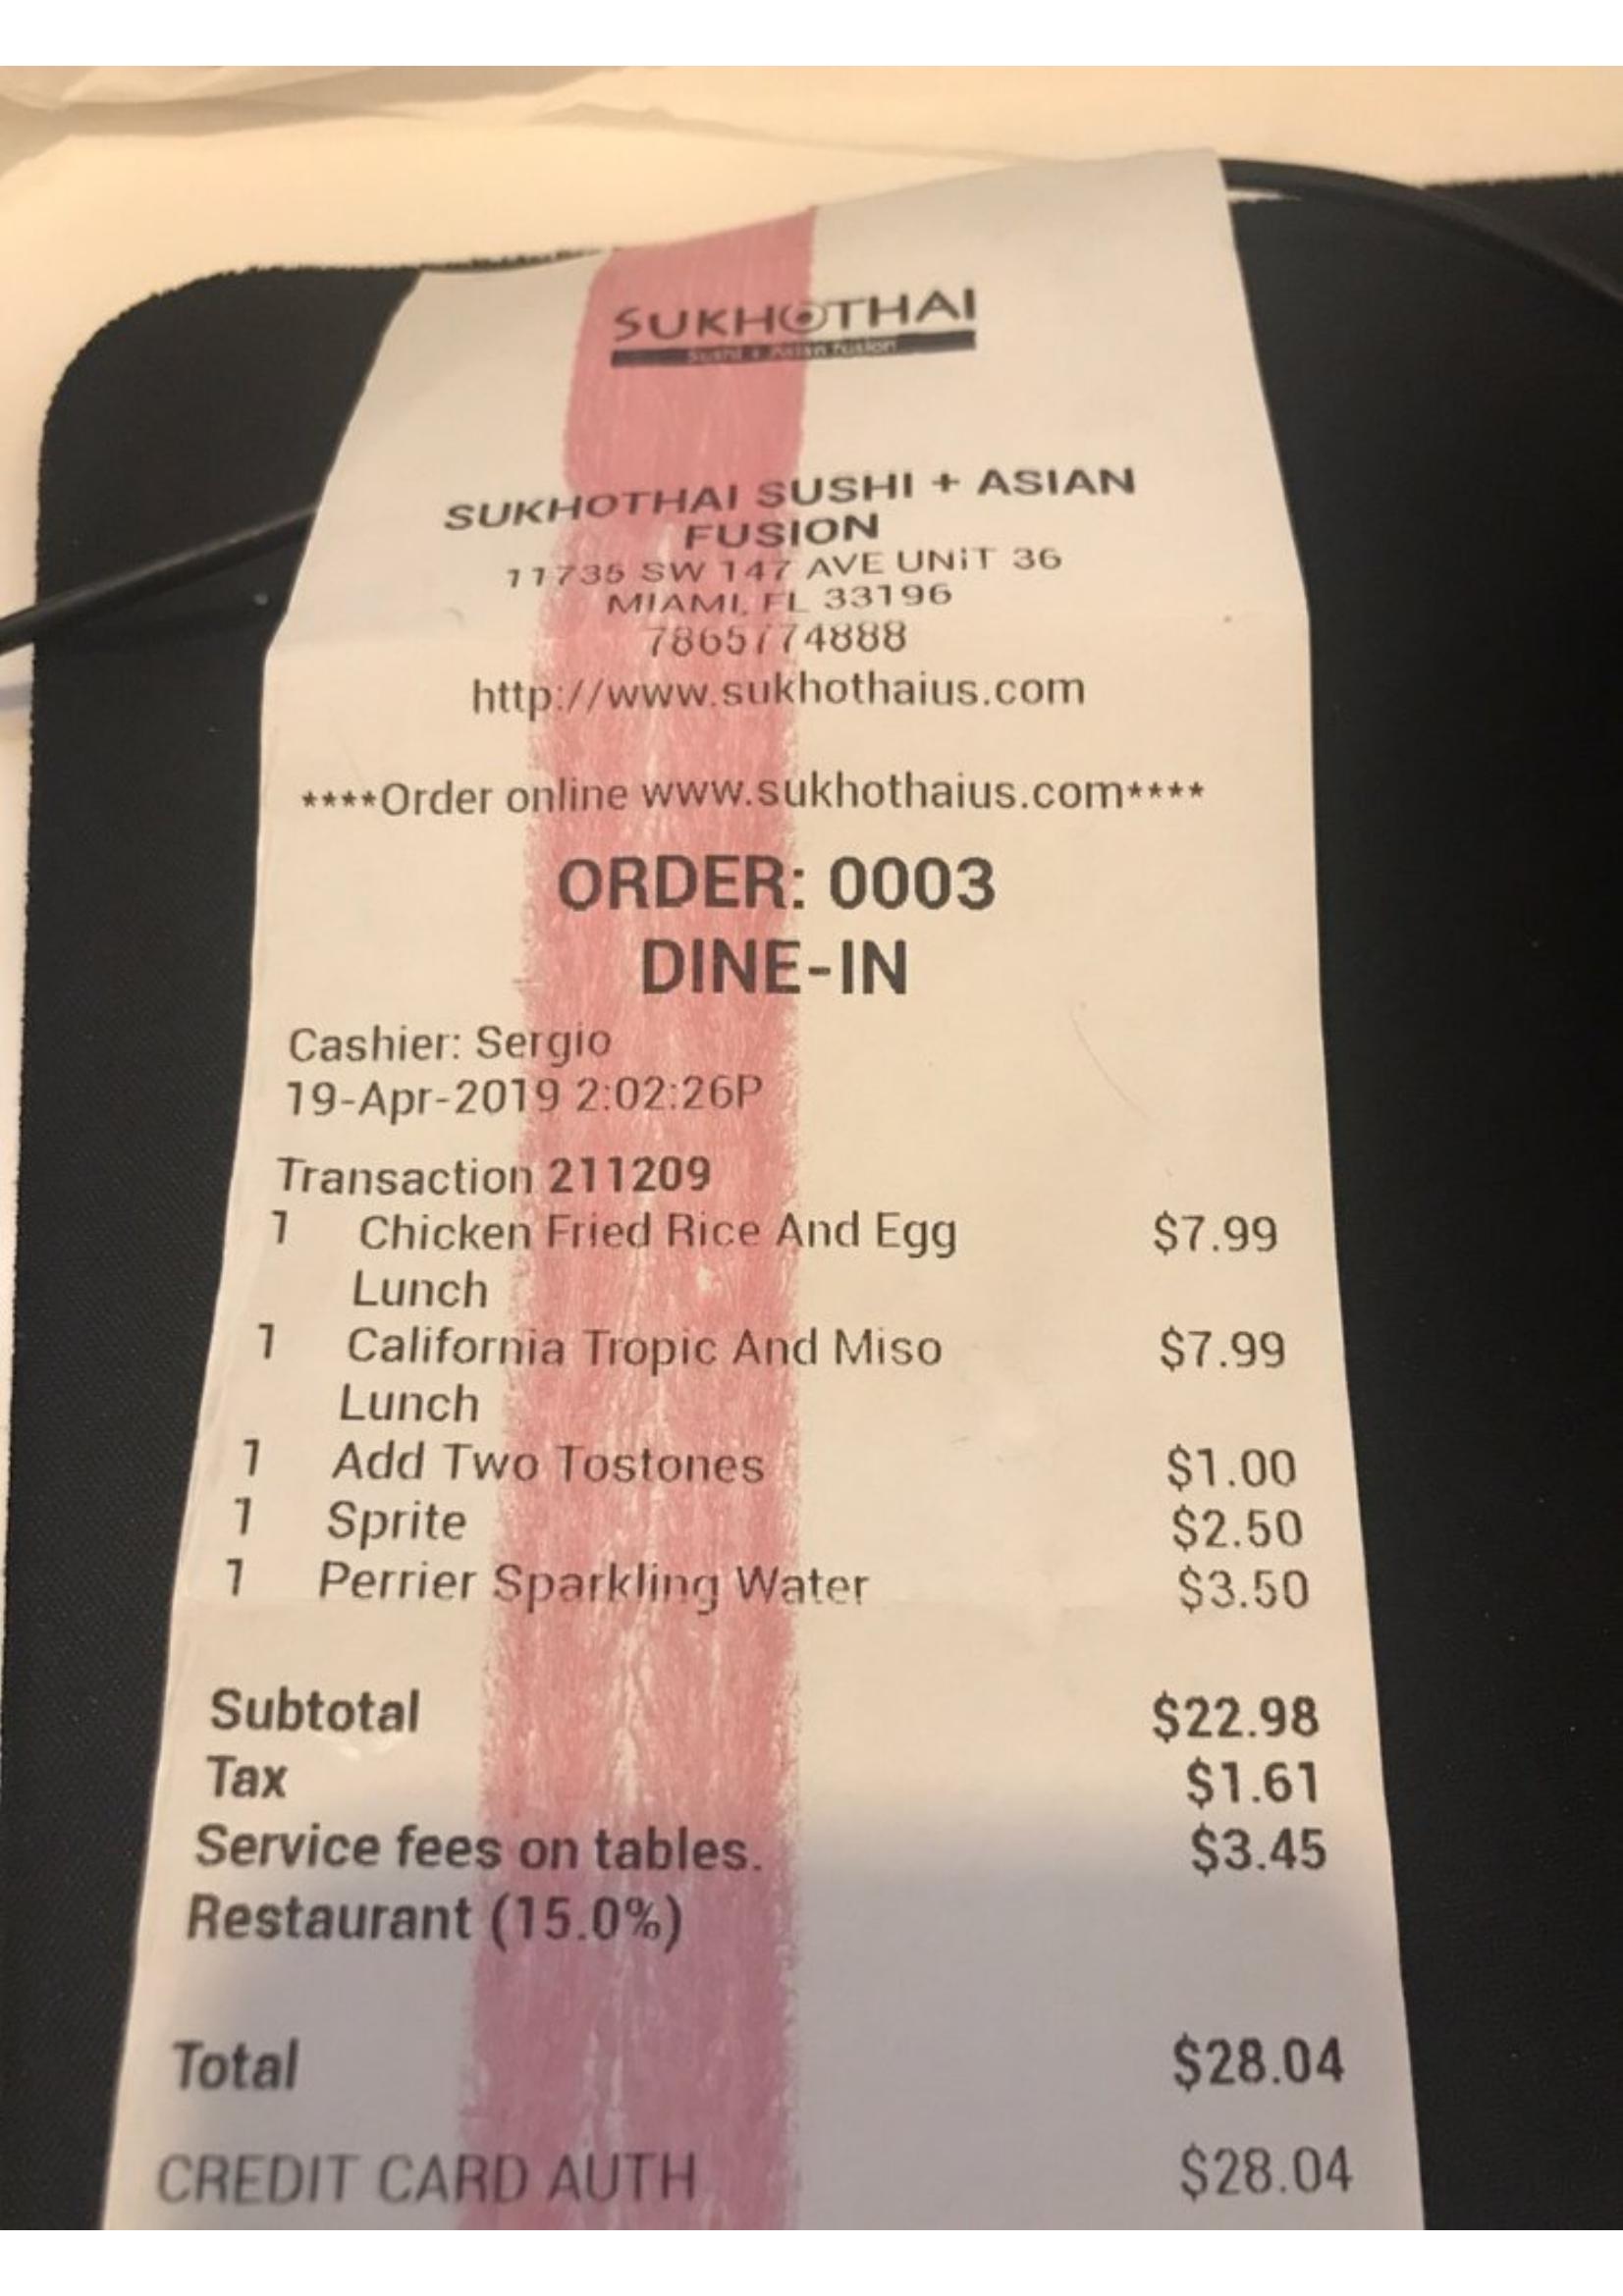 SUKHOTHAI
Sushi + Asian Fusion
SUKHOTHAI SUSHI + ASIAN
FUSION
11735 SW 147 AVE UNIT 36
MIAMI, FL 33196
7865774888
http://www.sukhothaius.com
****Order online www.sukhothaius.com****
ORDER: 0003
DINE-IN
Cashier: Sergio
19-Apr-2019 2:02:26P
Transaction 211209
1 Chicken Fried Rice And Egg $7.99
Lunch
1 California Tropic And Miso $7.99
Lunch
1 Add Two Tostones $1.00
1 Sprite $2.50
1 Perrier Sparkling Water $3.50
Subtotal $22.98
Tax $1.61
Service fees on tables. $3.45
Restaurant (15.0%)
Total $28.04
CREDIT CARD AUTH $28.04